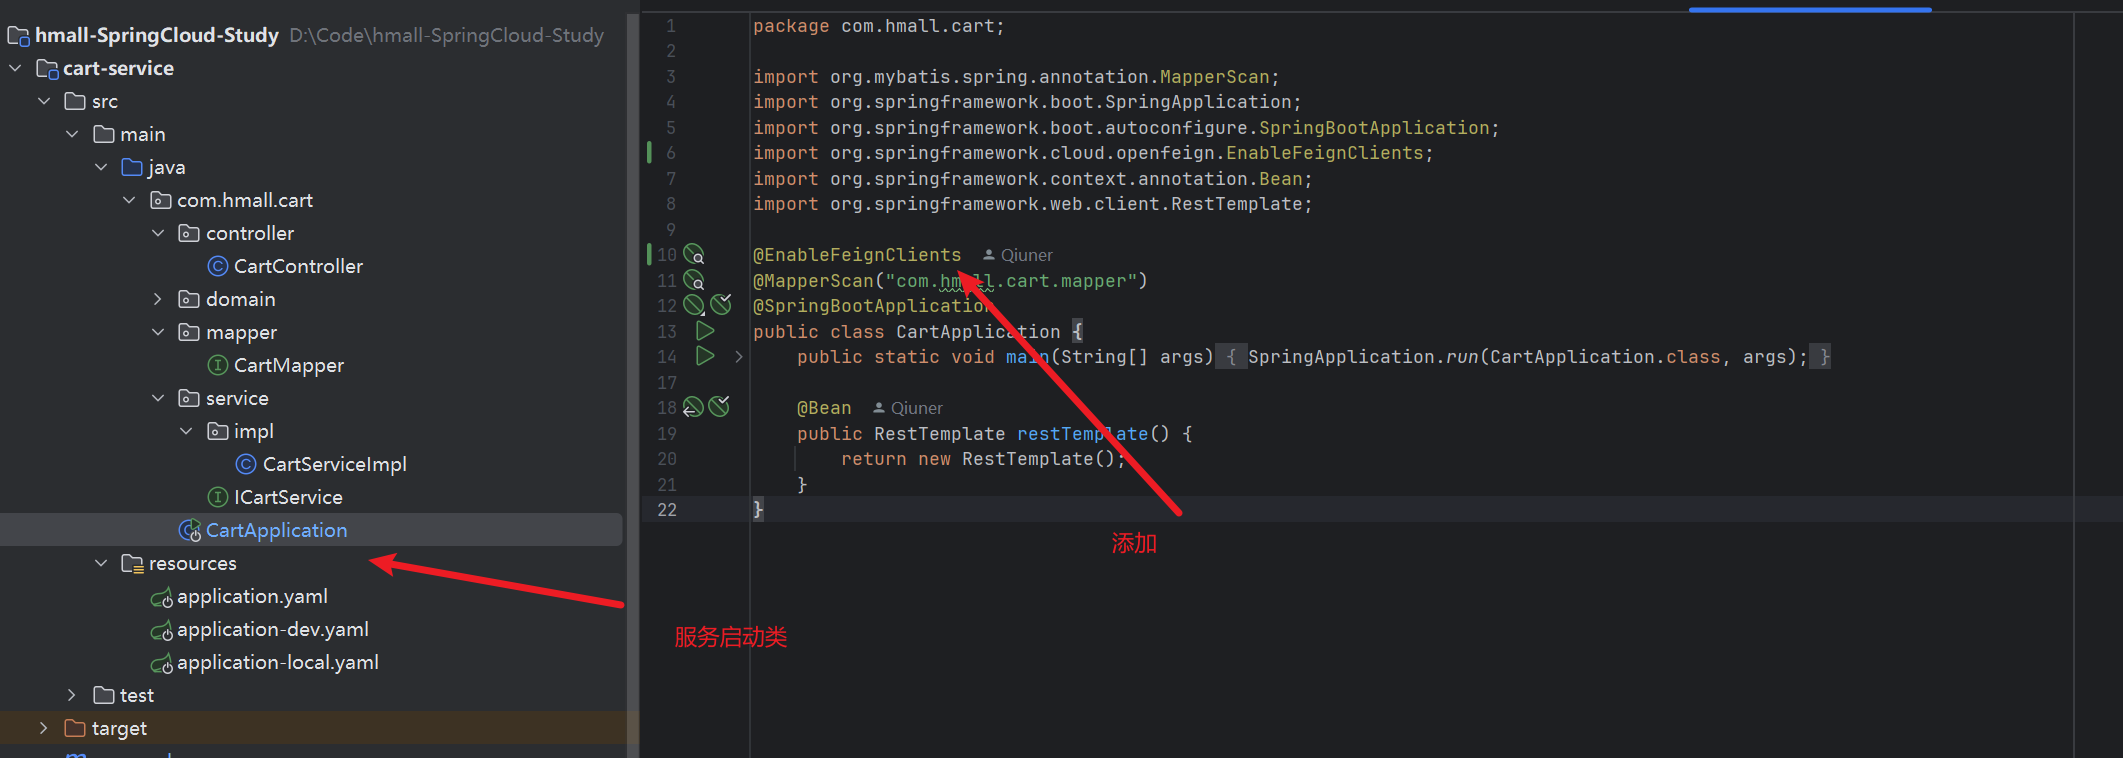 hmall-SpringCloud-Study D:\Code\hmall-SpringCloud-Study
cart-service
src
main
java
com.hmall.cart
controller
CartController
domain
mapper
CartMapper
service
impl
CartServiceImpl
ICartService
CartApplication
resources
application.yaml
application-dev.yaml
application-local.yaml
test
target
1 package com.hmall.cart;
2
3 import org.mybatis.spring.annotation.MapperScan;
4 import org.springframework.boot.SpringApplication;
5 import org.springframework.boot.autoconfigure.SpringBootApplication;
6 import org.springframework.cloud.openfeign.EnableFeignClients;
7 import org.springframework.context.annotation.Bean;
8 import org.springframework.web.client.RestTemplate;
9
10 @EnableFeignClients Qiuner
11 @MapperScan("com.hmall.cart.mapper")
12 @SpringBootApplication
13 public class CartApplication {
14 public static void main(String[] args) { SpringApplication.run(CartApplication.class, args); }
17
18 @Bean Qiuner
19 public RestTemplate restTemplate() {
20 return new RestTemplate();
21 }
22 }
添加
服务启动类